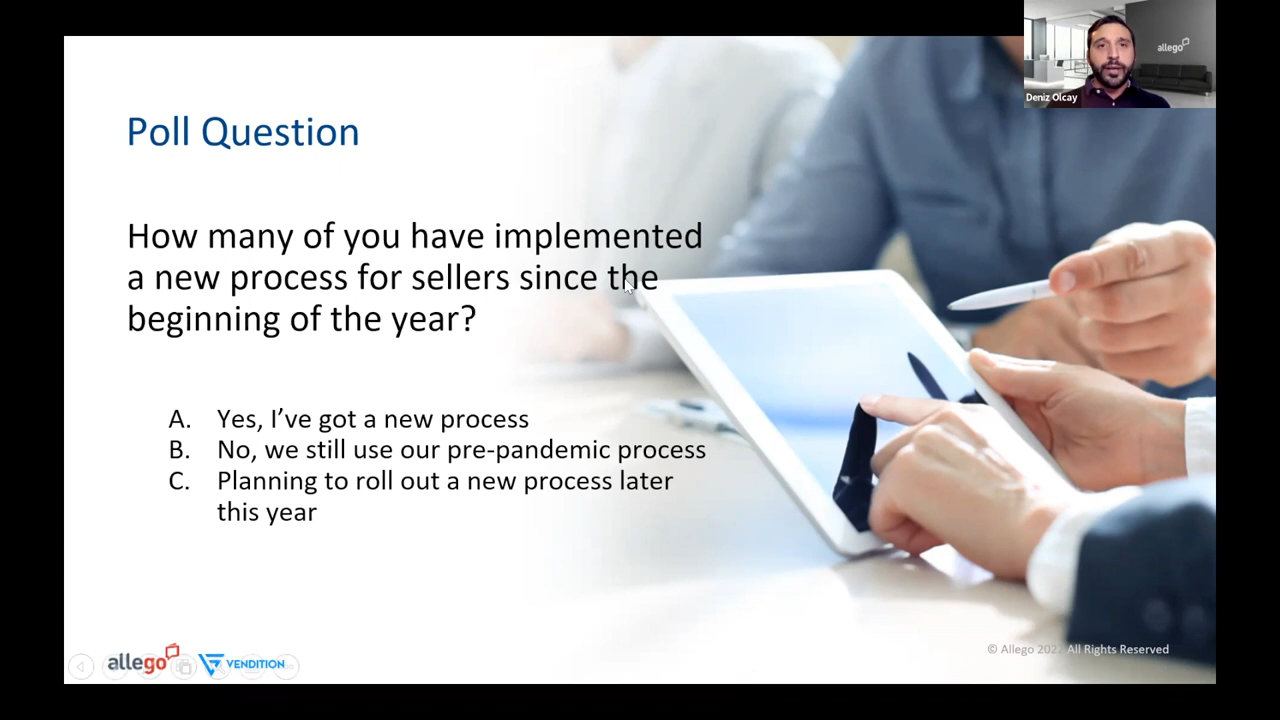 allego
Deniz Olcay
Poll Question
How many of you have implemented
a new process for sellers since the
beginning of the year?
A. Yes, I’ve got a new process
B. No, we still use our pre-pandemic process
C. Planning to roll out a new process later
this year
allego VENDITION
© Allego All Rights Reserved